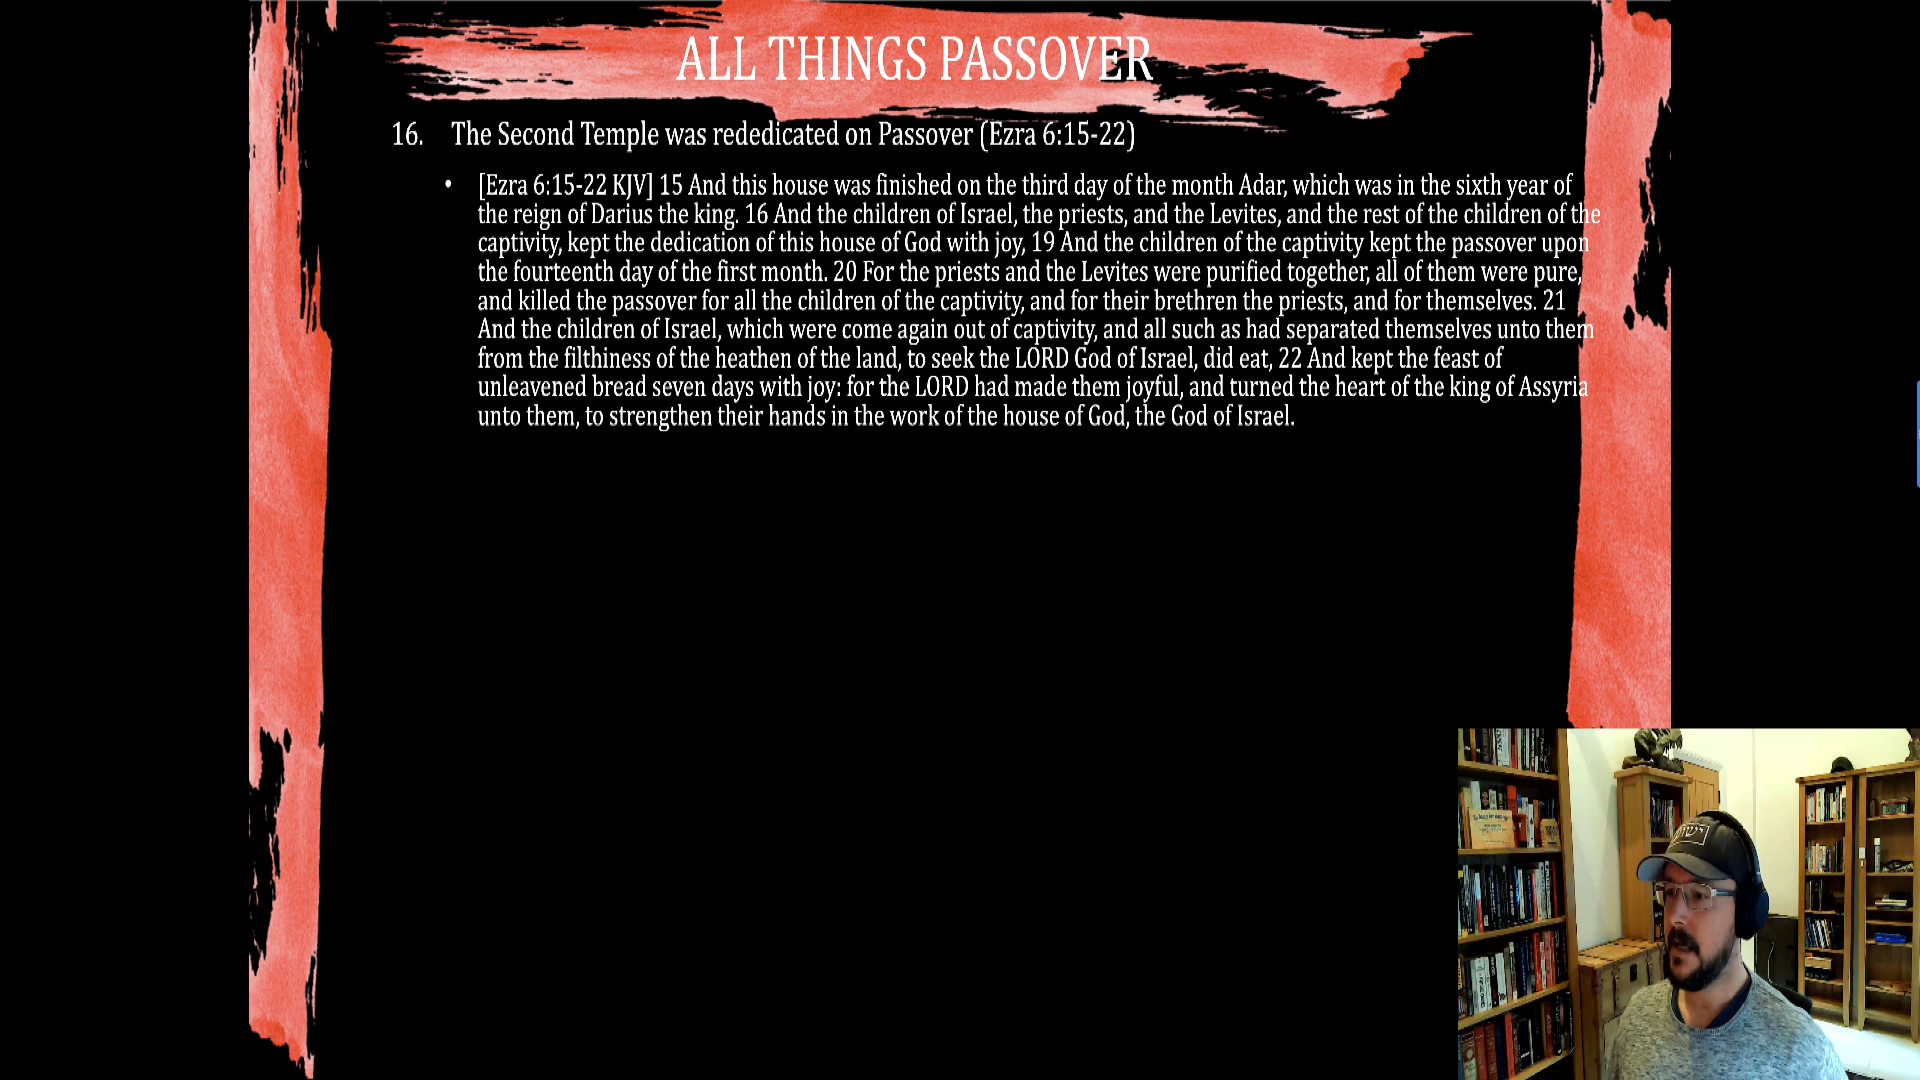 ALL THINGS PASSOVER
16. The Second Temple was rededicated on Passover (Ezra 6:15-22)
• [Ezra 6:15-22 KJV] 15 And this house was finished on the third day of the month Adar, which was in the sixth year of
the reign of Darius the king. 16 And the children of Israel, the priests, and the Levites, and the rest of the children of the
captivity, kept the dedication of this house of God with joy, 19 And the children of the captivity kept the passover upon
the fourteenth day of the first month. 20 For the priests and the Levites were purified together, all of them were pure,
and killed the passover for all the children of the captivity, and for their brethren the priests, and for themselves. 21
And the children of Israel, which were come again out of captivity, and all such as had separated themselves unto them
from the filthiness of the heathen of the land, to seek the LORD God of Israel, did eat, 22 And kept the feast of
unleavened bread seven days with joy: for the LORD had made them joyful, and turned the heart of the king of Assyria
unto them, to strengthen their hands in the work of the house of God, the God of Israel.